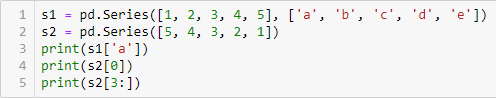 1 s1 = pd.Series([1, 2, 3, 4, 5], ['a', 'b', 'c', 'd', 'e'])
2 s2 = pd.Series([5, 4, 3, 2, 1])
3 print(s1['a'])
4 print(s2[0])
5 print(s2[3:])